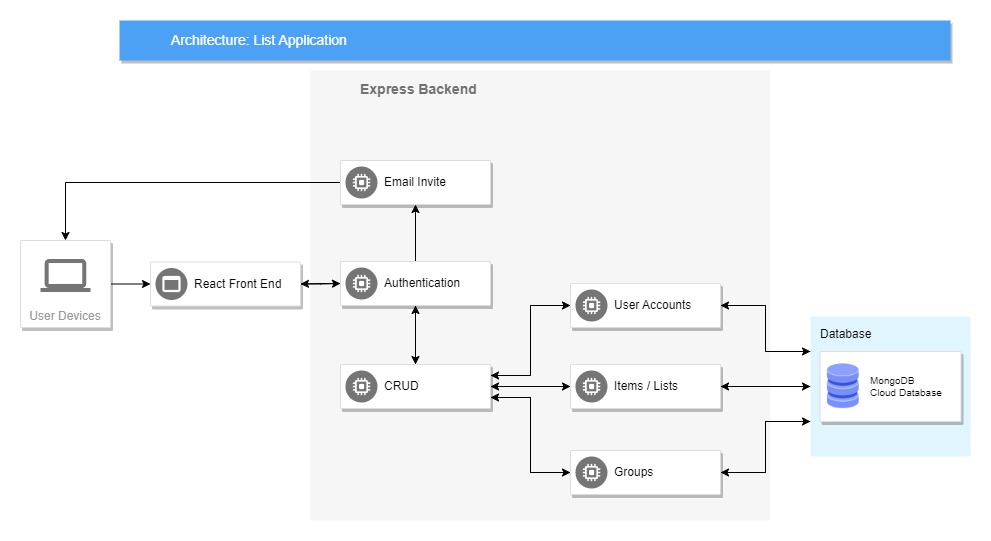 Architecture: List Application
Express Backend
Email Invite
User Devices
React Front End
Authentication
CRUD
User Accounts
Items / Lists
Groups
Database
MongoDB
Cloud Database